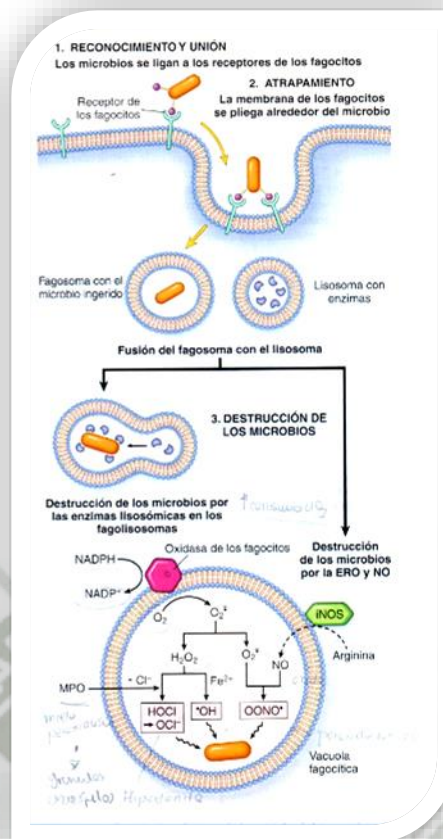 1. RECONOCIMIENTO Y UNIÓN
Los microbios se ligan a los receptores de los fagocitos
Receptor de
los fagocitos
2. ATRAPAMIENTO
La membrana de los fagocitos
se pliega alrededor del microbio
Fagosoma con el
microbio ingerido
Lisosoma con
enzimas
Fusión del fagosoma con el lisosoma
3. DESTRUCCIÓN DE
LOS MICROBIOS
Destrucción de los microbios por
las enzimas lisosómicas en los
fagolisosomas
Destrucción
de los microbios
por la ERO y NO
NADPH
Oxidasa de los fagocitos
NADP⁺
O₂
O₂
iNOS
Arginina
H₂O₂
O₂
NO
MPO
+ Cl⁻
Fe²⁺
HOCl
→ OCl⁻
•OH
OONO•
Vacuola
fagocítica